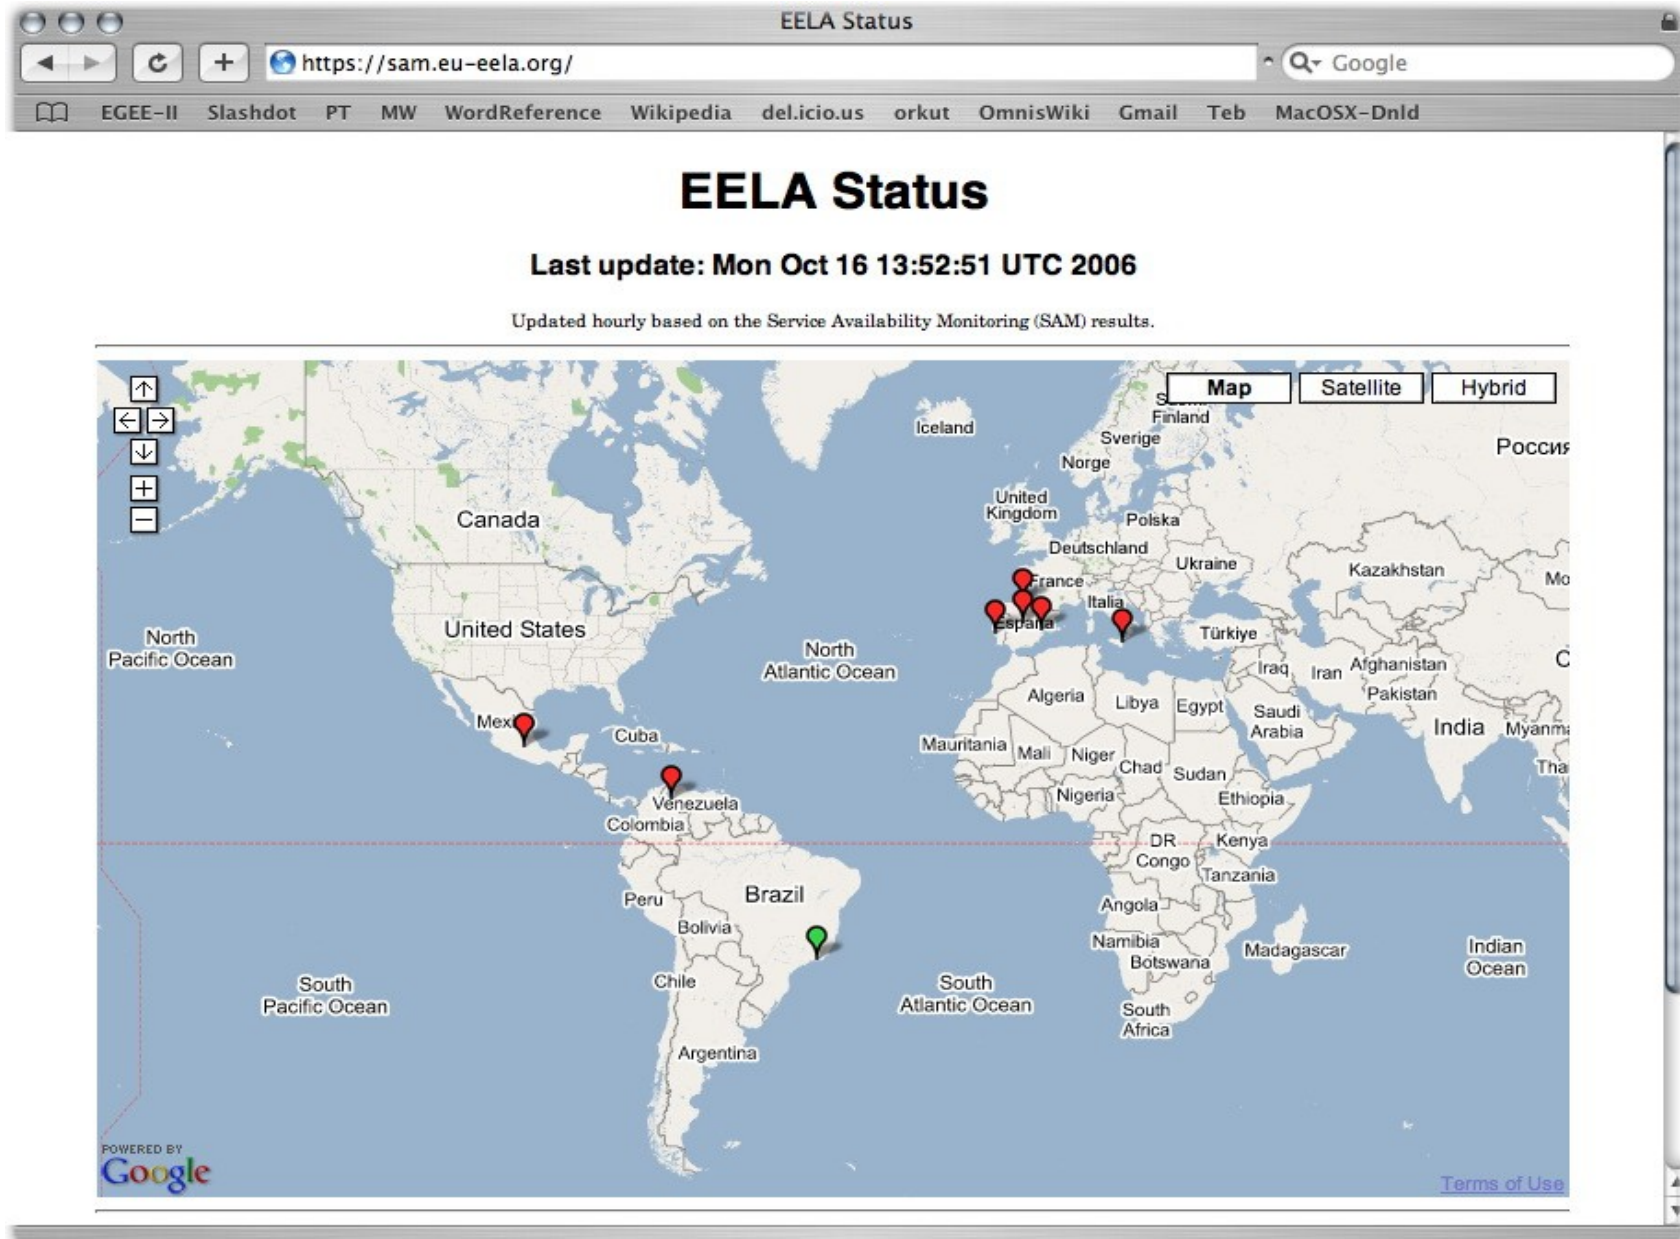 EELA Status
https://sam.eu-eela.org/
Google
EGEE-II Slashdot PT MW WordReference Wikipedia del.icio.us orkut OmnisWiki Gmail Teb MacOSX-Dnld
EELA Status
Last update: Mon Oct 16 13:52:51 UTC 2006
Updated hourly based on the Service Availability Monitoring (SAM) results.
Map Satellite Hybrid
Finland
Iceland
Sverige
Россия
Norge
United
Kingdom
Canada
Polska
Deutschland
Ukraine
Kazakhstan
Mo
France
Italia
España
United States
Türkiye
North
Pacific Ocean
North
Atlantic Ocean
Iraq
Iran
Afghanistan
Pakistan
C
Algeria
Libya
Egypt
Saudi
Arabia
India
Myanma
Mexi
Cuba
Mauritania
Mali
Niger
Chad
Sudan
Tha
Nigeria
Ethiopia
Venezuela
Colombia
DR
Congo
Kenya
Tanzania
Peru
Brazil
Angola
Bolivia
Namibia
Botswana
Madagascar
Indian
Ocean
Chile
South
Pacific Ocean
South
Atlantic Ocean
South
Africa
Argentina
POWERED BY
Google
Terms of Use